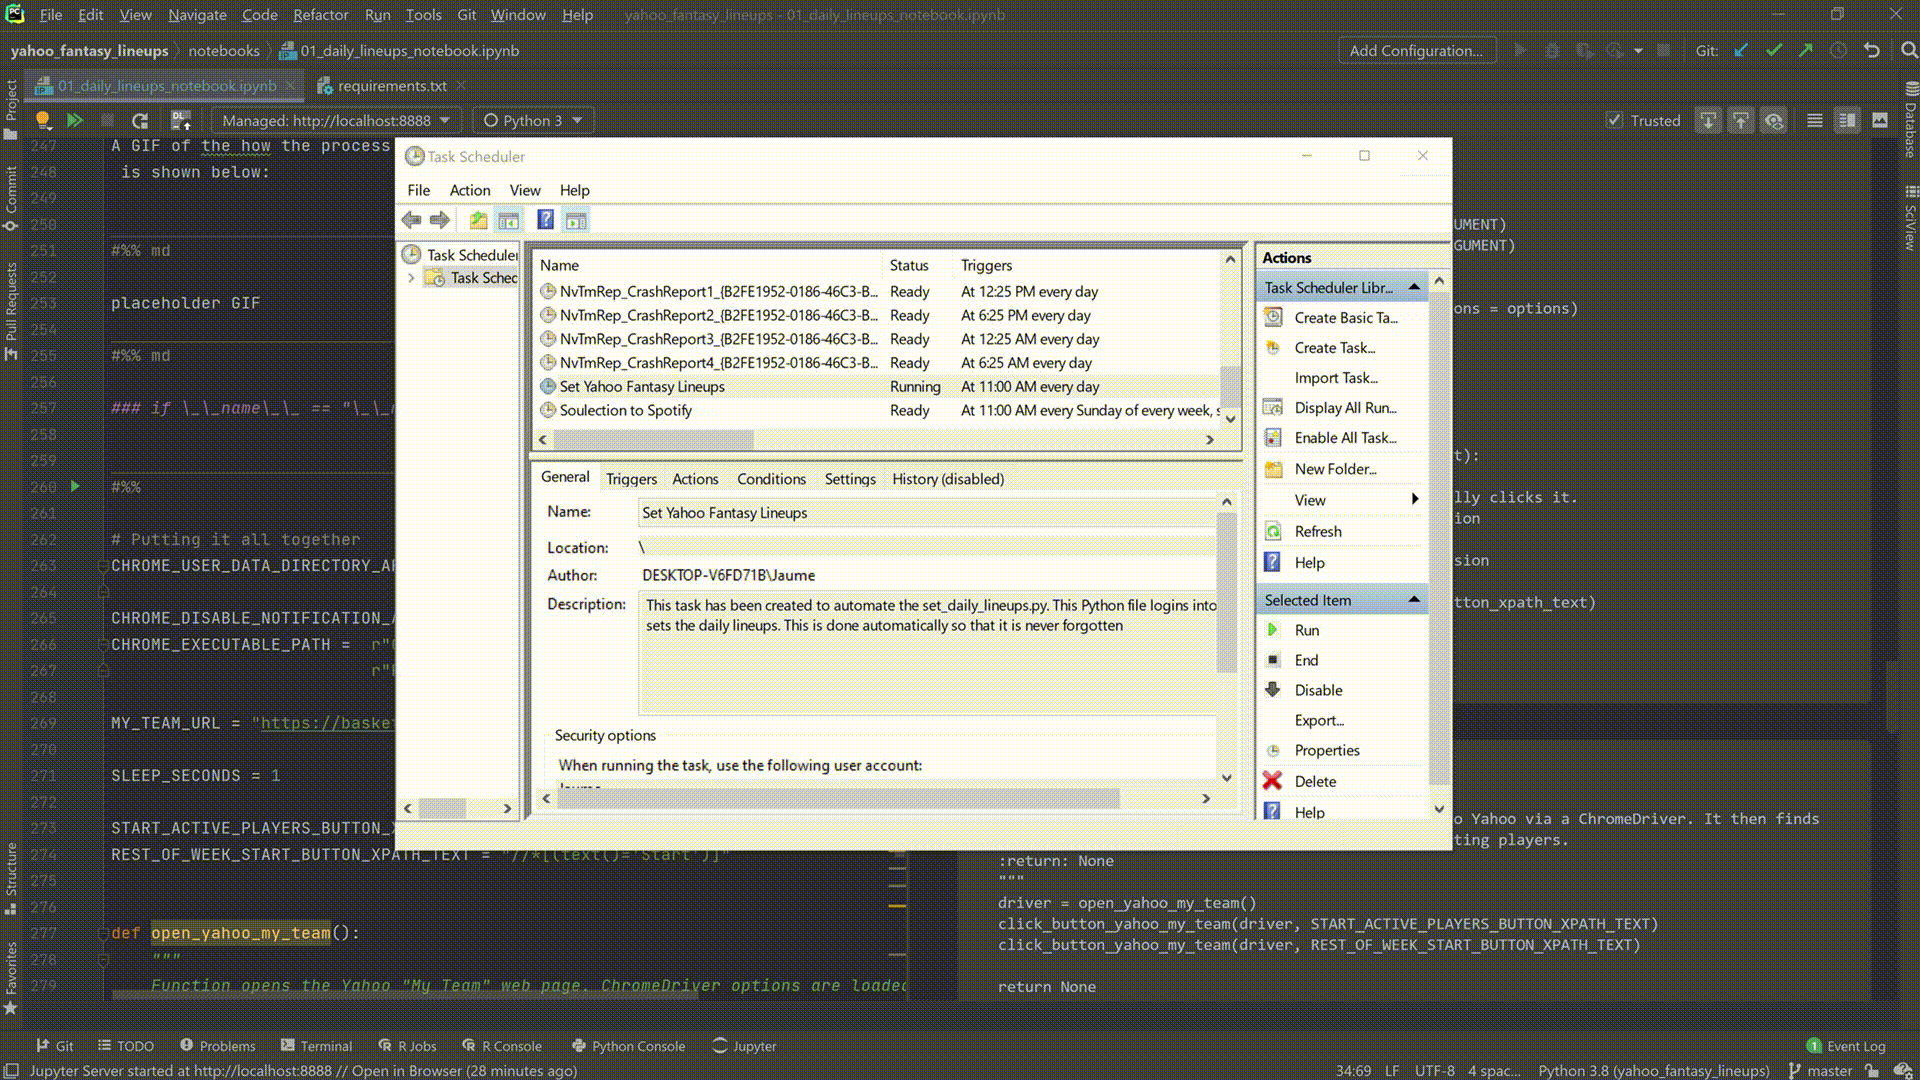 File Edit View Navigate Code Refactor Run Tools Git Window Help yahoo_fantasy_lineups - 01_daily_lineups_notebook.ipynb
yahoo_fantasy_lineups notebooks 01_daily_lineups_notebook.ipynb Add Configuration... Git:
01_daily_lineups_notebook.ipynb requirements.txt
Managed: http://localhost:8888 Python 3 Trusted
Project
Commit
Pull Requests
Structure
Favorites
Database
SciView
247 A GIF of the how the process
248 is shown below:
249
250
251 #%% md
252
253 placeholder GIF
254
255 #%% md
256
257 ### if \_\_name\_\_ == "\_\_
258
259
260 #%%
261
262 # Putting it all together
263 CHROME_USER_DATA_DIRECTORY_A
264
265 CHROME_DISABLE_NOTIFICATION_
266 CHROME_EXECUTABLE_PATH = r"
267 r"
268
269 MY_TEAM_URL = "https://baske
270
271 SLEEP_SECONDS = 1
272
273 START_ACTIVE_PLAYERS_BUTTON_
274 REST_OF_WEEK_START_BUTTON_XPATH_TEXT = "//*[(text()='Start')]"
275
276
277 def open_yahoo_my_team():
278 """
279 Function opens the Yahoo "My Team" web page. ChromeDriver options are loaded
Task Scheduler
File Action View Help
Task Scheduler
Task Sched
Name Status Triggers
NvTmRep_CrashReport1_{B2FE1952-0186-46C3-B... Ready At 12:25 PM every day
NvTmRep_CrashReport2_{B2FE1952-0186-46C3-B... Ready At 6:25 PM every day
NvTmRep_CrashReport3_{B2FE1952-0186-46C3-B... Ready At 12:25 AM every day
NvTmRep_CrashReport4_{B2FE1952-0186-46C3-B... Ready At 6:25 AM every day
Set Yahoo Fantasy Lineups Running At 11:00 AM every day
Soulection to Spotify Ready At 11:00 AM every Sunday of every week, s
General Triggers Actions Conditions Settings History (disabled)
Name: Set Yahoo Fantasy Lineups
Location: \
Author: DESKTOP-V6FD71B\Jaume
Description: This task has been created to automate the set_daily_lineups.py. This Python file logins into
sets the daily lineups. This is done automatically so that it is never forgotten
Security options
When running the task, use the following user account:
Jaume
Actions
Task Scheduler Libr...
Create Basic Ta...
Create Task...
Import Task...
Display All Run...
Enable All Task...
New Folder...
View
Refresh
Help
Selected Item
Run
End
Disable
Export...
Properties
Delete
Help
UMENT)
GUMENT)
ons = options)
t):
lly clicks it.
ion
sion
tton_xpath_text)
o Yahoo via a ChromeDriver. It then finds
ting players.
:return: None
"""
driver = open_yahoo_my_team()
click_button_yahoo_my_team(driver, START_ACTIVE_PLAYERS_BUTTON_XPATH_TEXT)
click_button_yahoo_my_team(driver, REST_OF_WEEK_START_BUTTON_XPATH_TEXT)
return None
Git TODO Problems Terminal R Jobs R Console Python Console Jupyter 1 Event Log
Jupyter Server started at http://localhost:8888 // Open in Browser (28 minutes ago) 34:69 LF UTF-8 4 spac... Python 3.8 (yahoo_fantasy_lineups) master